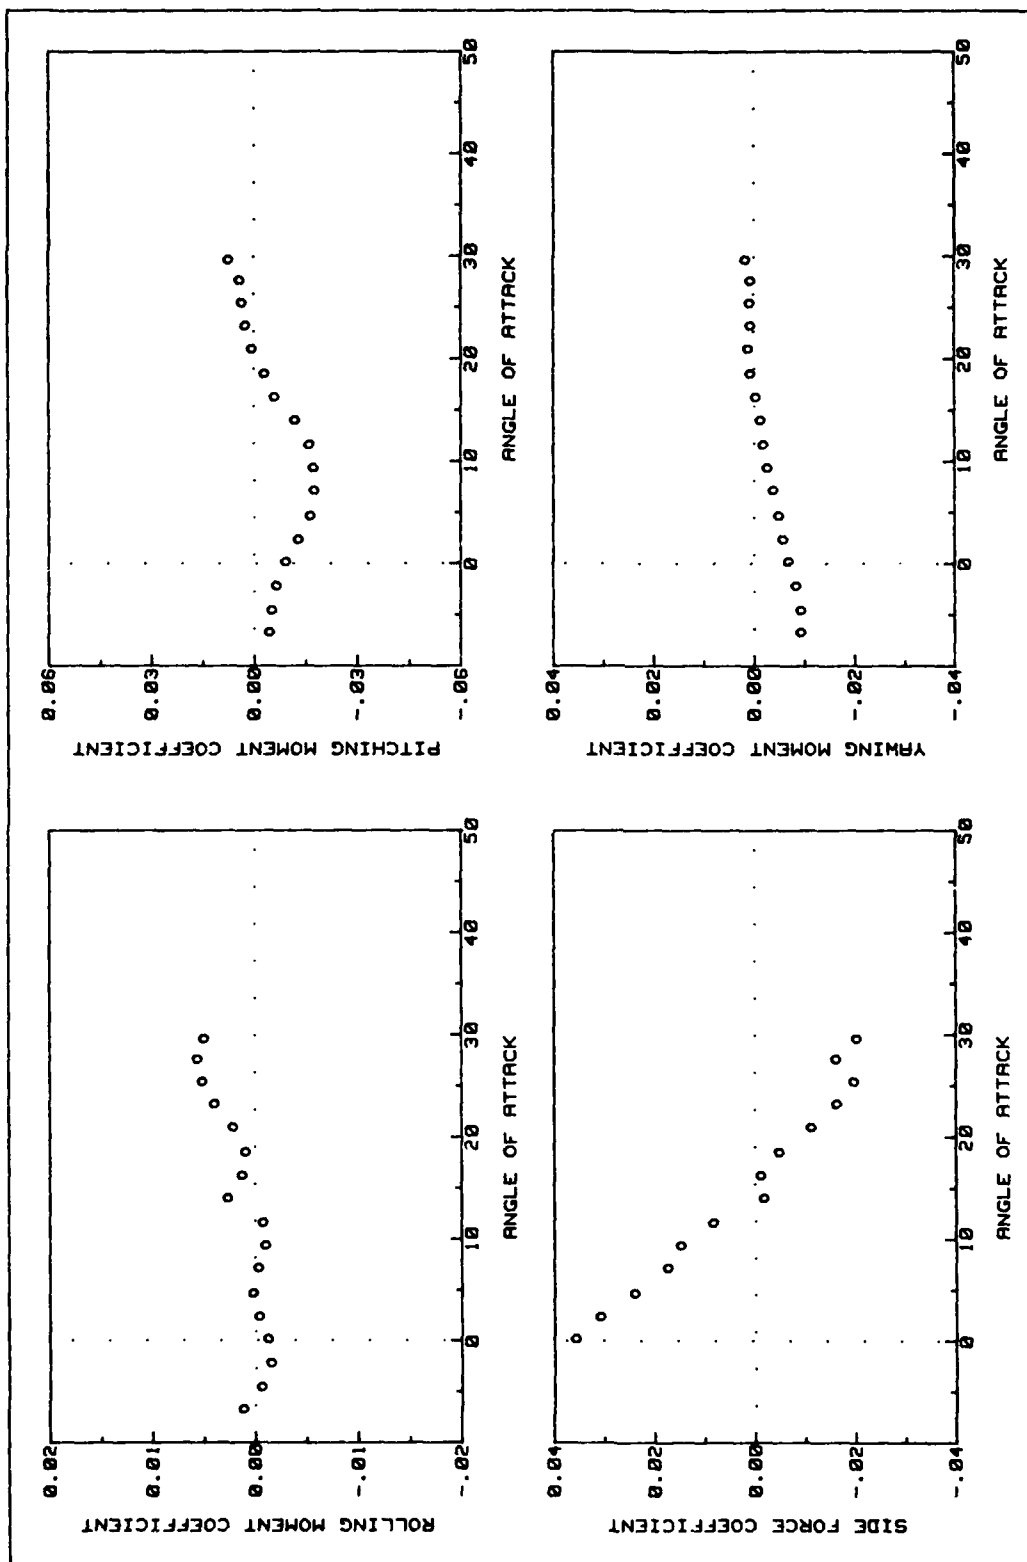 0.02
0.01
0.00
-.01
-.02
ROLLING MOMENT COEFFICIENT
0 10 20 30 40 50
ANGLE OF ATTACK
0.06
0.03
0.00
-.03
-.06
PITCHING MOMENT COEFFICIENT
0 10 20 30 40 50
ANGLE OF ATTACK
0.04
0.02
0.00
-.02
-.04
SIDE FORCE COEFFICIENT
0 10 20 30 40 50
ANGLE OF ATTACK
0.04
0.02
0.00
-.02
-.04
YAWING MOMENT COEFFICIENT
0 10 20 30 40 50
ANGLE OF ATTACK